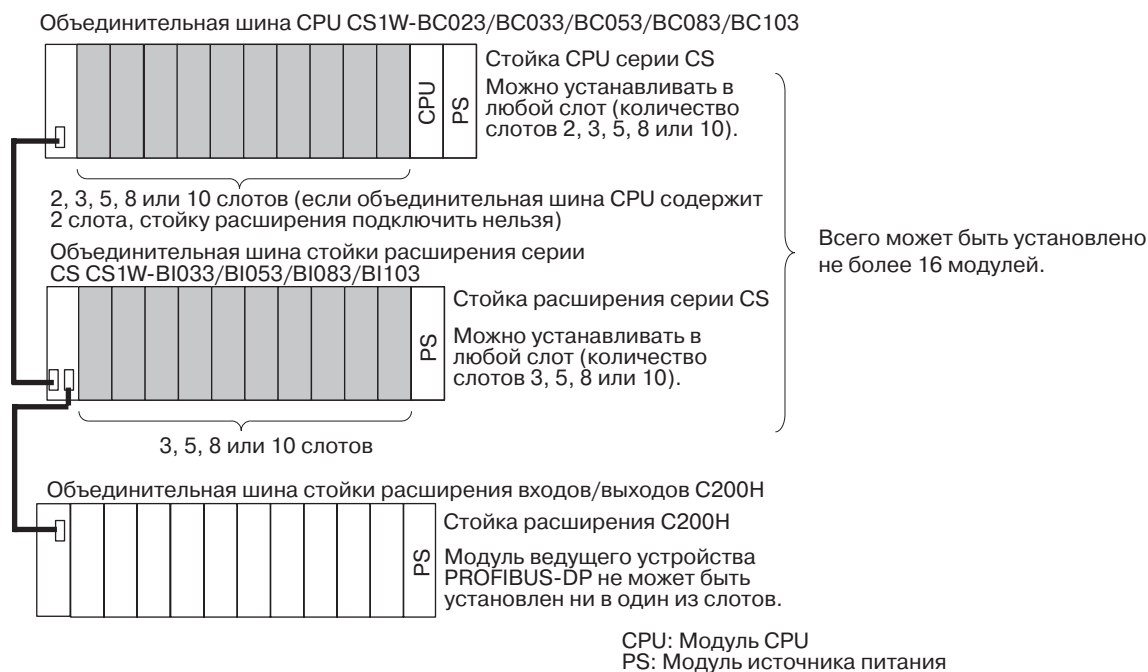 Объединительная шина CPU CS1W-BC023/BC033/BC053/BC083/BC103
CPU
PS
Стойка CPU серии CS
Можно устанавливать в
любой слот (количество
слотов 2, 3, 5, 8 или 10).
2, 3, 5, 8 или 10 слотов (если объединительная шина CPU содержит
2 слота, стойку расширения подключить нельзя)
Объединительная шина стойки расширения серии
CS CS1W-BI033/BI053/BI083/BI103
PS
Стойка расширения серии CS
Можно устанавливать в
любой слот (количество
слотов 3, 5, 8 или 10).
3, 5, 8 или 10 слотов
Всего может быть установлено
не более 16 модулей.
Объединительная шина стойки расширения входов/выходов C200H
PS
Стойка расширения C200H
Модуль ведущего устройства
PROFIBUS-DP не может быть
установлен ни в один из слотов.
CPU: Модуль CPU
PS: Модуль источника питания